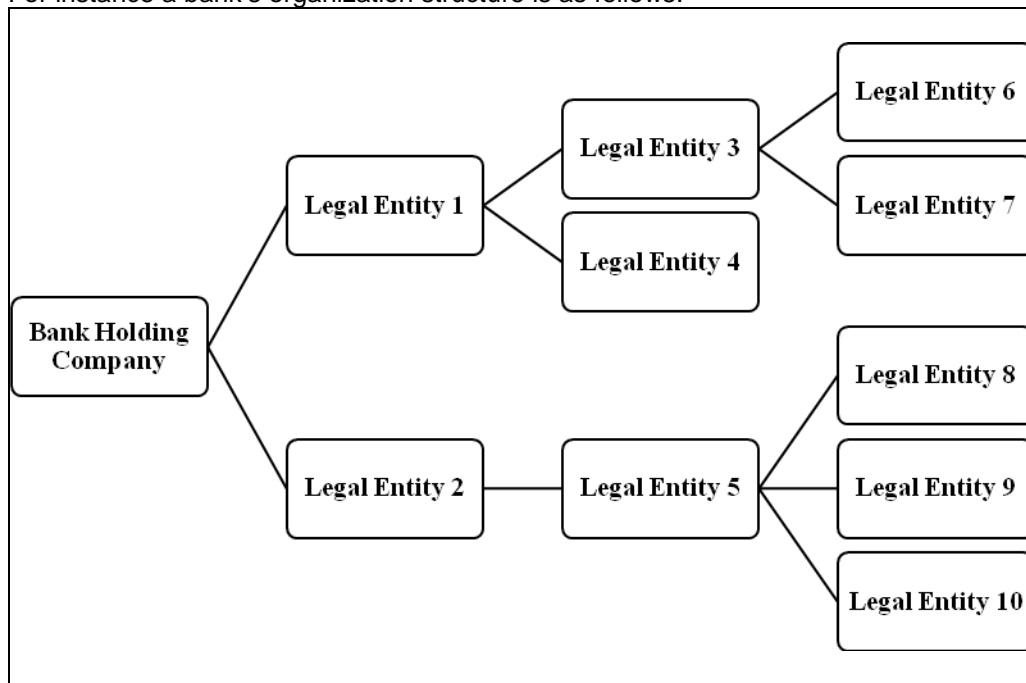 For instance a bank's organization structure is as follows:
Legal Entity 6
Legal Entity 3
Legal Entity 1
Legal Entity 7
Legal Entity 4
Bank Holding
Company
Legal Entity 8
Legal Entity 2
Legal Entity 5
Legal Entity 9
Legal Entity 10